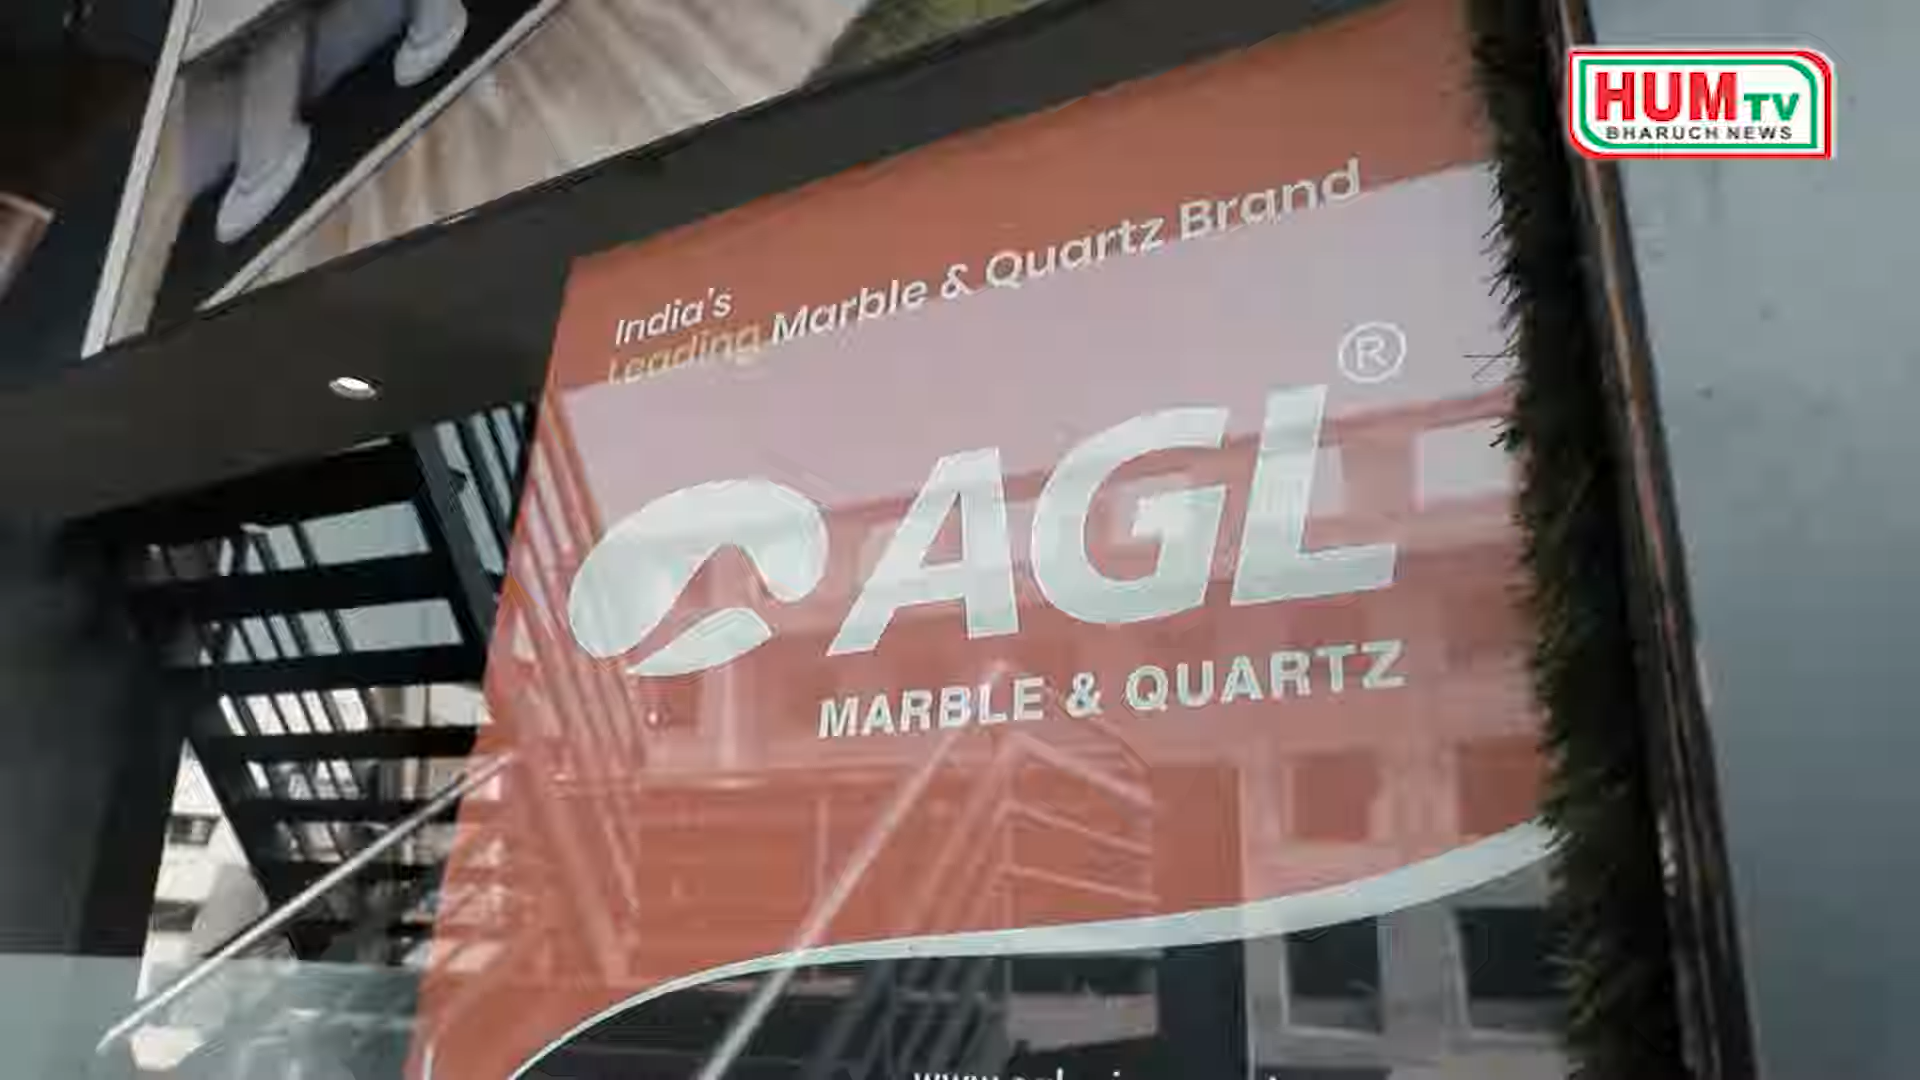 HUM TV
BHARUCH NEWS
India's
Leading Marble & Quartz Brand
AGL®
MARBLE & QUARTZ